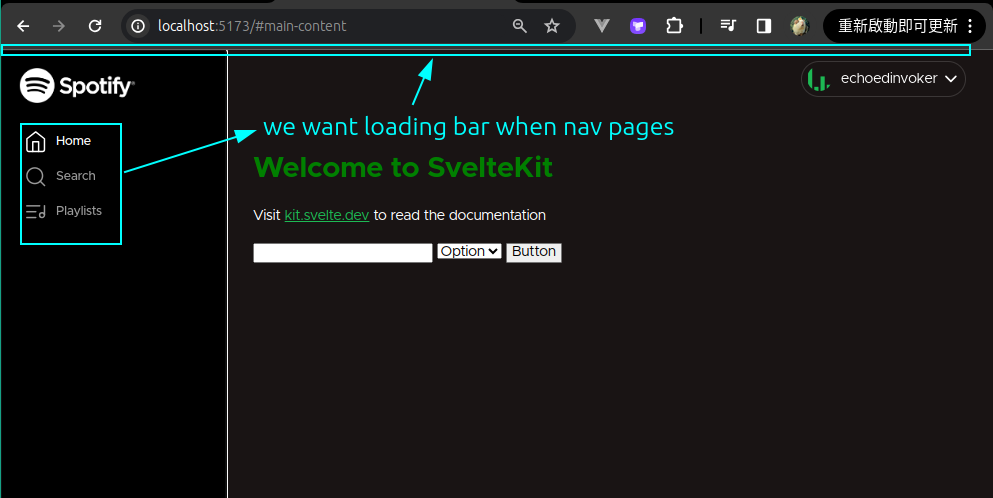 localhost:5173/#main-content
重新啟動即可更新
Spotify
echoedinvoker
we want loading bar when nav pages
Home
Search
Playlists
Welcome to SvelteKit
Visit kit.svelte.dev to read the documentation
Option Button